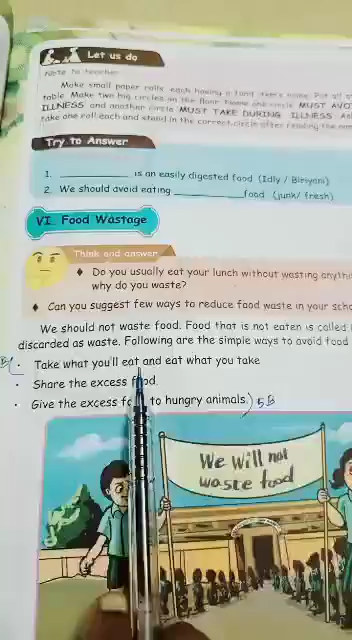 Let us do
Note to teacher
Make small paper rolls each having a food item's name. Put all
table. Make two big circles on the floor. Name one circle MUST AVO
ILLNESS and another circle MUST TAKE DURING ILLNESS. As
take one roll each and stand in the correct circle after reading the
Try to Answer
1. __________ is an easily digested food (Idly / Biriyani)
2. We should avoid eating __________ food (junk/ fresh)
VI. Food Wastage
Think and answer
♦ Do you usually eat your lunch without wasting anythi
why do you waste?
♦ Can you suggest few ways to reduce food waste in your scho
We should not waste food. Food that is not eaten is called
discarded as waste. Following are the simple ways to avoid food
• Take what you'll eat and eat what you take
• Share the excess food.
• Give the excess fo to hungry animals.) 5B
We will not
waste food